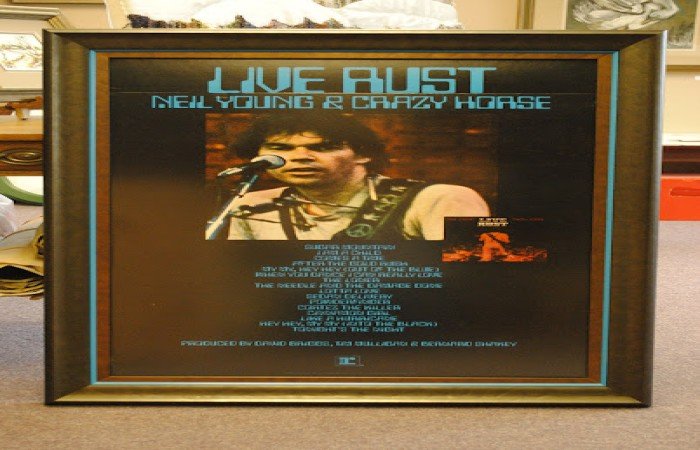 LIVE RUST
NEIL YOUNG & CRAZY HORSE
LIVE
RUST
SUGAR MOUNTAIN
I AM A CHILD
COMES A TIME
AFTER THE GOLD RUSH
MY MY, HEY HEY (OUT OF THE BLUE)
WHEN YOU DANCE I CAN REALLY LOVE
THE LONER
THE NEEDLE AND THE DAMAGE DONE
LOTTA LOVE
SEDAN DELIVERY
POWDERFINGER
CORTEZ THE KILLER
CINNAMON GIRL
LIKE A HURRICANE
HEY HEY, MY MY (INTO THE BLACK)
TONIGHT'S THE NIGHT
PRODUCED BY DAVID BRIGGS, TIM MULLIGAN & BERNARD SHAKEY